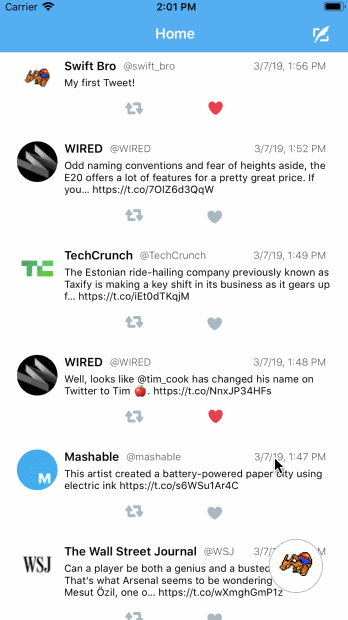 Carrier 2:01 PM
Home
Swift Bro @swift_bro 3/7/19, 1:56 PM
My first Tweet!
WIRED @WIRED 3/7/19, 1:52 PM
Odd naming conventions and fear of heights aside, the
E20 offers a lot of features for a pretty great price. If
you... https://t.co/7OIZ6d3QqW
TC TechCrunch @TechCrunch 3/7/19, 1:49 PM
The Estonian ride-hailing company previously known as
Taxify is making a key shift in its business as it gears up
f... https://t.co/iEt0dTKqjM
WIRED @WIRED 3/7/19, 1:48 PM
Well, looks like @tim_cook has changed his name on
Twitter to Tim 🍎. https://t.co/NnxJP34HFs
M Mashable @mashable 3/7/19, 1:47 PM
This artist created a battery-powered paper city using
electric ink https://t.co/s6WSu1Ar4C
WSJ The Wall Street Journal @WSJ 3/7/
Can a player be both a genius and a busted
That's what Arsenal seems to be wondering
Mesut Özil, one o... https://t.co/wXmghGmP1z